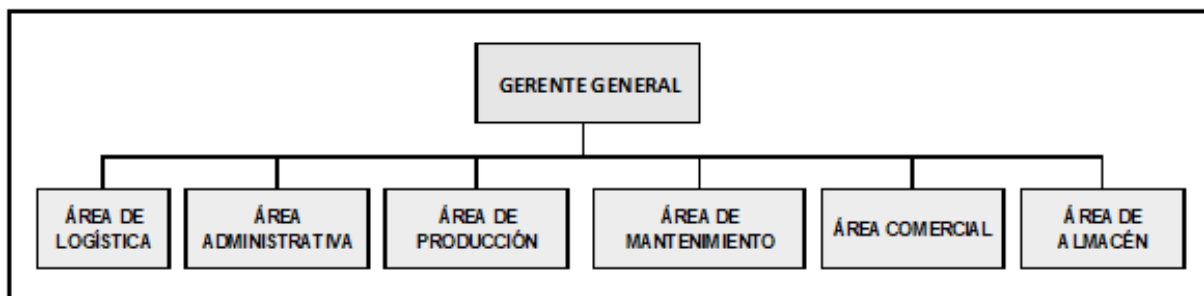 GERENTE GENERAL
ÁREA DE
LOGÍSTICA
ÁREA
ADMINISTRATIVA
ÁREA DE
PRODUCCIÓN
ÁREA DE
MANTENIMIENTO
ÁREA COMERCIAL
ÁREA DE
ALMACÉN